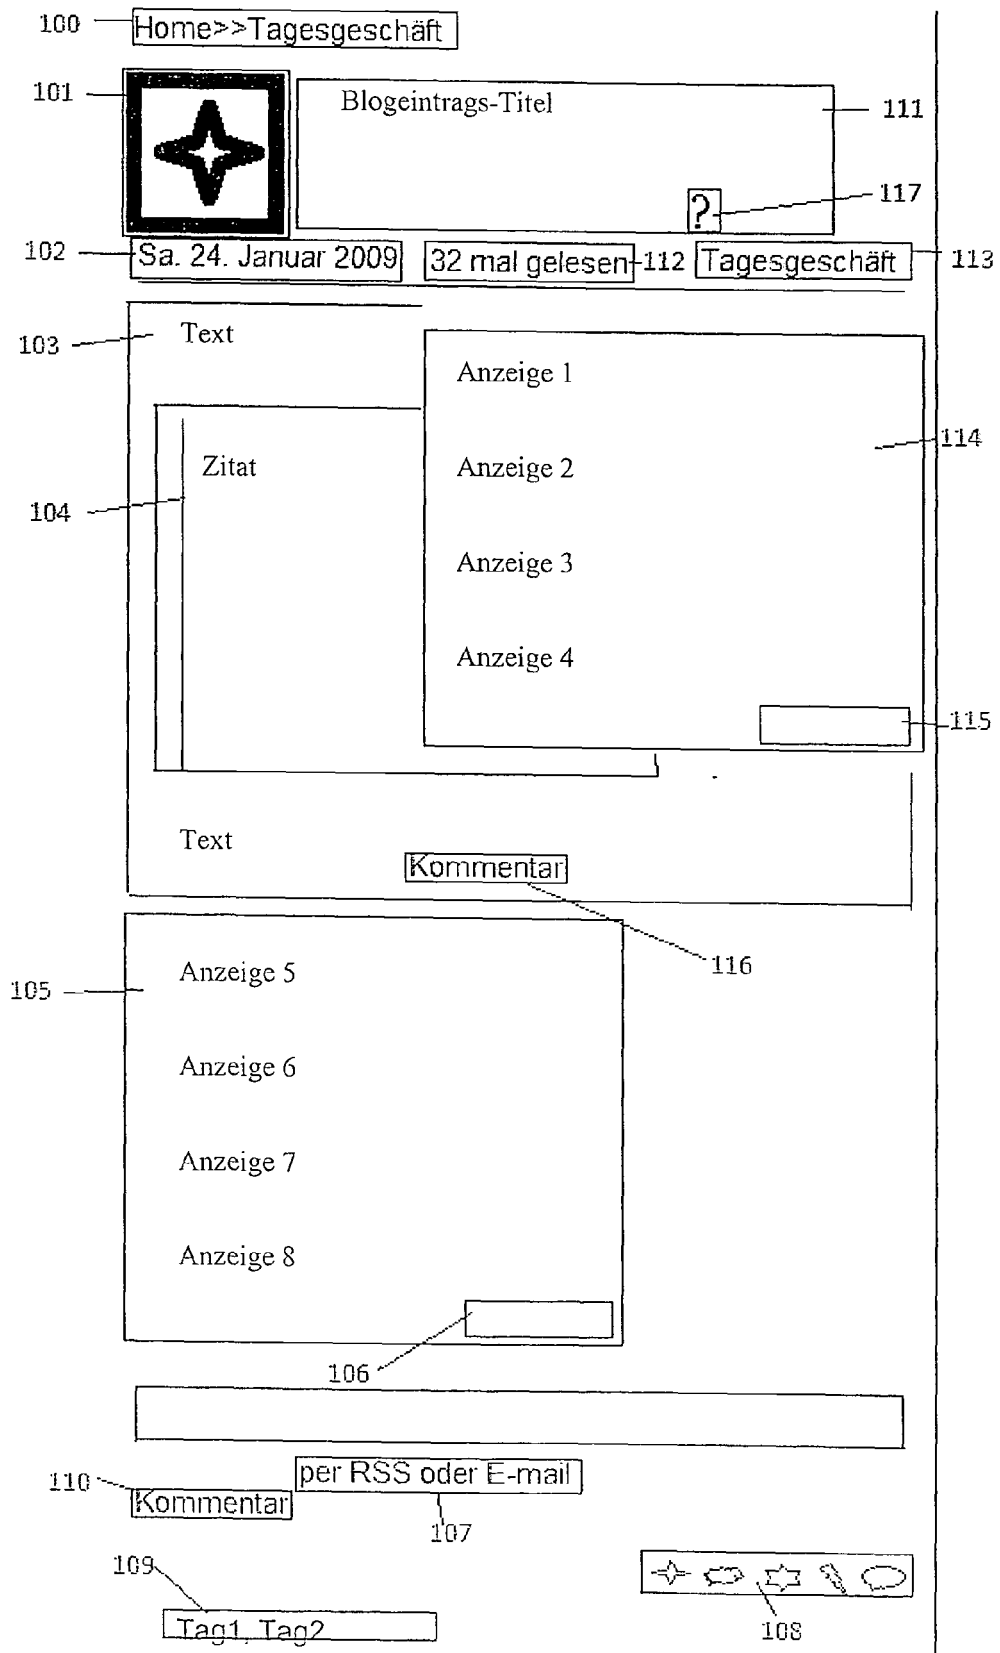 100 Home>>Tagesgeschäft
101 Blogeintrags-Titel 111
? 117
102 Sa. 24. Januar 2009 32 mal gelesen 112 Tagesgeschäft 113
103 Text
Anzeige 1
114
Zitat Anzeige 2
104
Anzeige 3
Anzeige 4
115
Text
Kommentar
116
105 Anzeige 5
Anzeige 6
Anzeige 7
Anzeige 8
106
per RSS oder E-mail
110 Kommentar
107
109
108
Tag1, Tag2